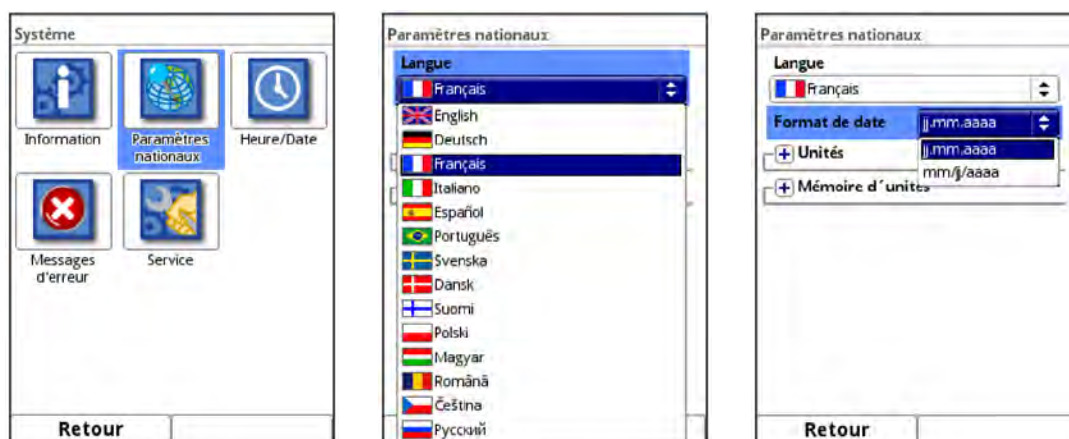 Système
Information
Paramètres
nationaux
Heure/Date
Messages
d'erreur
Service
Retour
Paramètres nationaux
Langue
Français
English
Deutsch
Français
Italiano
Español
Português
Svenska
Dansk
Suomi
Polski
Magyar
Română
Čeština
Русский
Paramètres nationaux
Langue
Français
Format de date jj.mm.aaaa
jj.mm.aaaa
Unités
mm/jj/aaaa
Mémoire d´unités
Retour